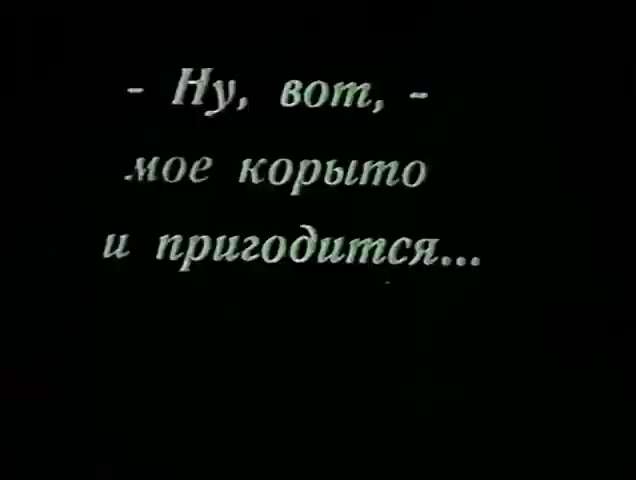 - Ну, вот, -
мое корыто
и пригодится...